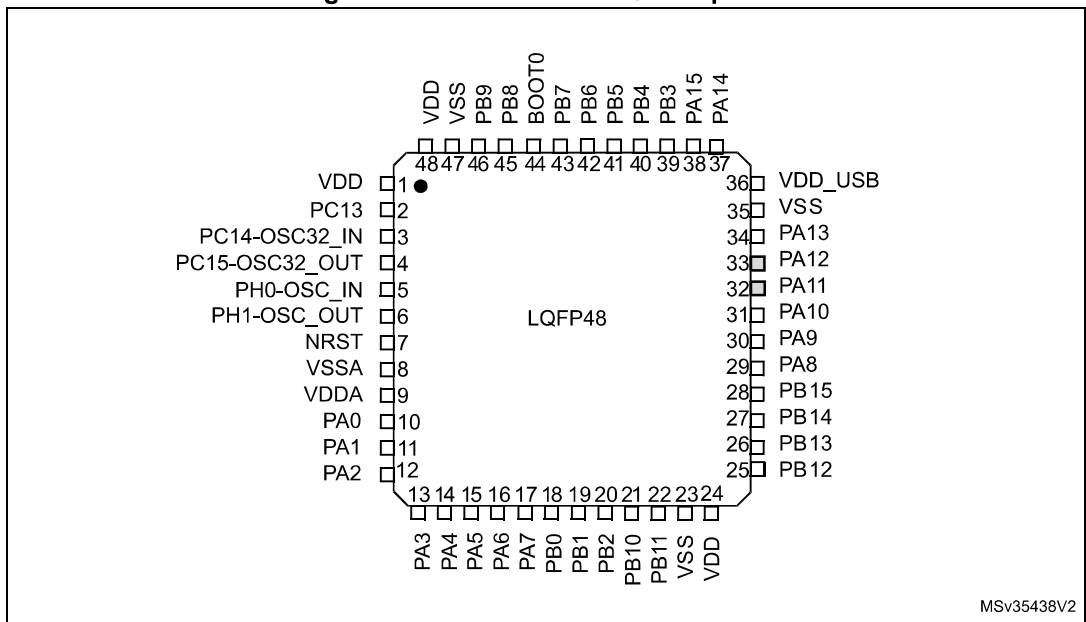 VDD
VSS
PB9
PB8
BOOT0
PB7
PB6
PB5
PB4
PB3
PA15
PA14
48 47 46 45 44 43 42 41 40 39 38 37
VDD 1 36 VDD_USB
PC13 2 35 VSS
PC14-OSC32_IN 3 34 PA13
PC15-OSC32_OUT 4 33 PA12
PH0-OSC_IN 5 32 PA11
PH1-OSC_OUT 6 LQFP48 31 PA10
NRST 7 30 PA9
VSSA 8 29 PA8
VDDA 9 28 PB15
PA0 10 27 PB14
PA1 11 26 PB13
PA2 12 25 PB12
13 14 15 16 17 18 19 20 21 22 23 24
PA3
PA4
PA5
PA6
PA7
PB0
PB1
PB2
PB10
PB11
VSS
VDD
MSv35438V2